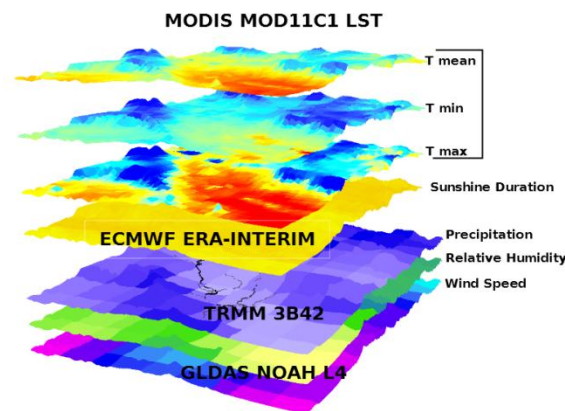 MODIS MOD11C1 LST
T mean
T min
T max
Sunshine Duration
ECMWF ERA-INTERIM
Precipitation
Relative Humidity
Wind Speed
TRMM 3B42
GLDAS NOAH L4